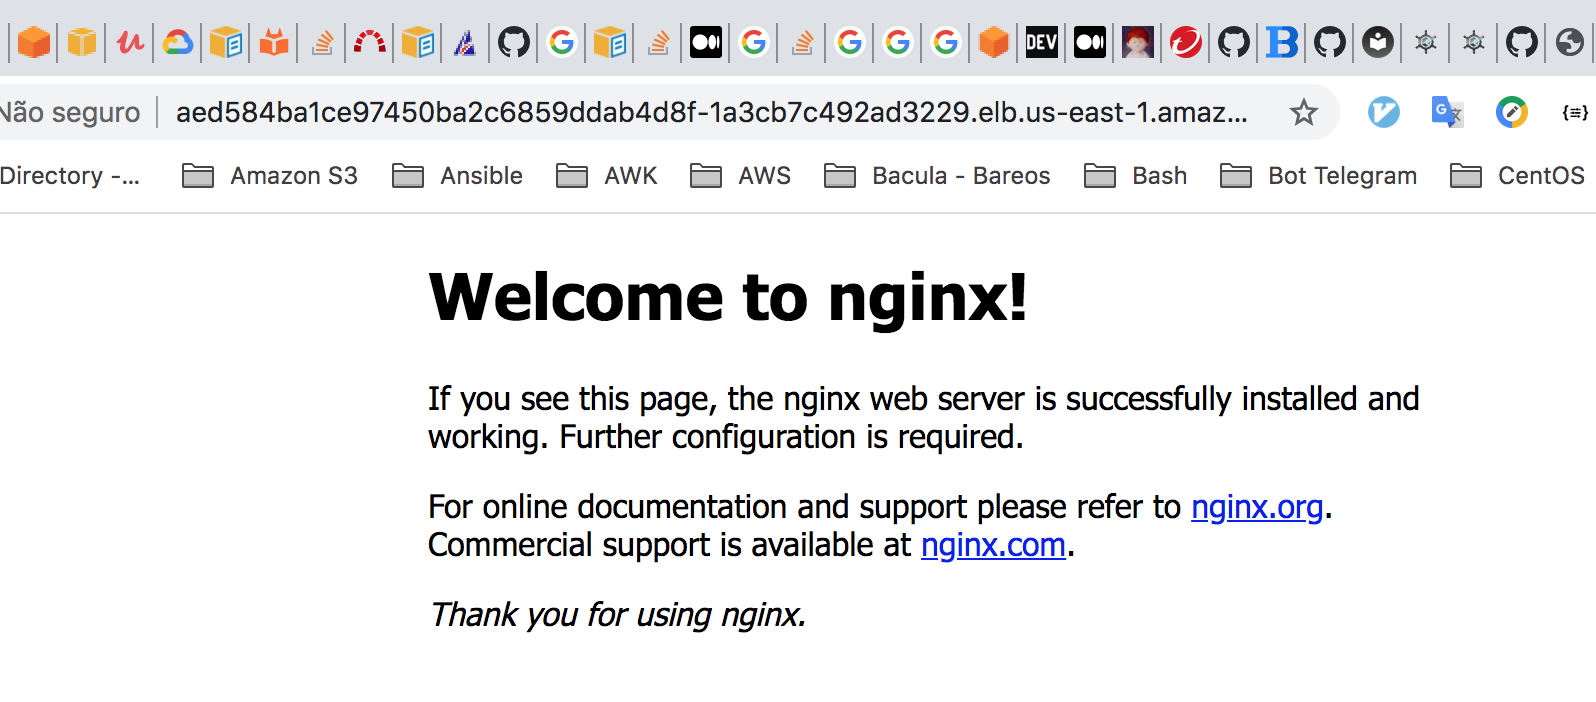 DEV
Não seguro
aed584ba1ce97450ba2c6859ddab4d8f-1a3cb7c492ad3229.elb.us-east-1.amaz...
Directory -... Amazon S3 Ansible AWK AWS Bacula - Bareos Bash Bot Telegram CentOS
Welcome to nginx!
If you see this page, the nginx web server is successfully installed and
working. Further configuration is required.
For online documentation and support please refer to nginx.org.
Commercial support is available at nginx.com.
Thank you for using nginx.